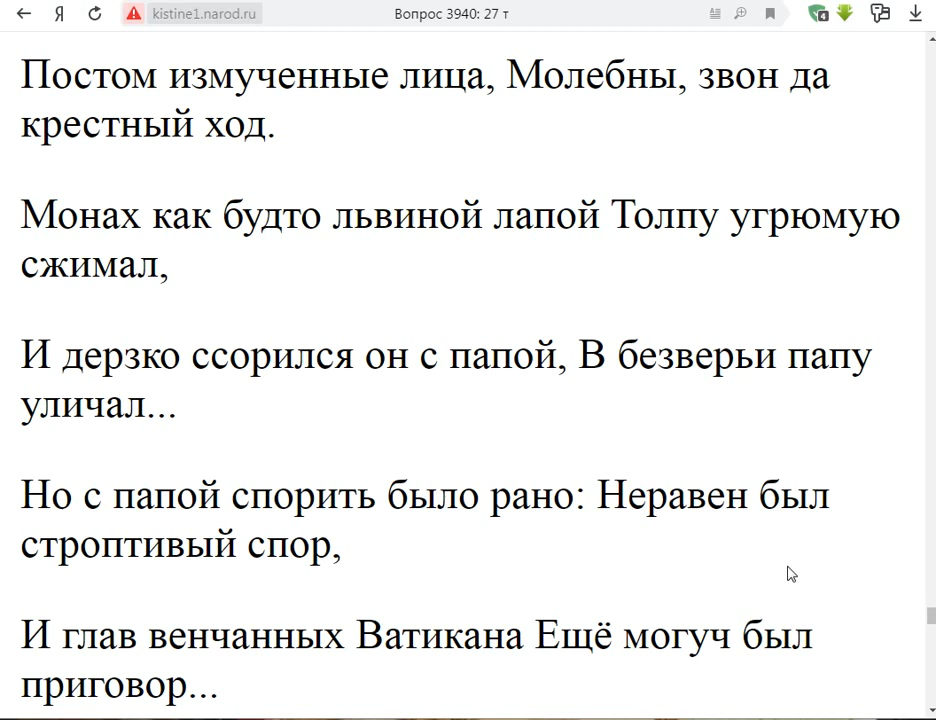 kistine1.narod.ru
Вопрос 3940: 27 т
4
Постом измученные лица, Молебны, звон да
крестный ход.
Монах как будто львиной лапой Толпу угрюмую
сжимал,
И дерзко ссорился он с папой, В безверьи папу
уличал...
Но с папой спорить было рано: Неравен был
строптивый спор,
И глав венчанных Ватикана Ещё могуч был
приговор...